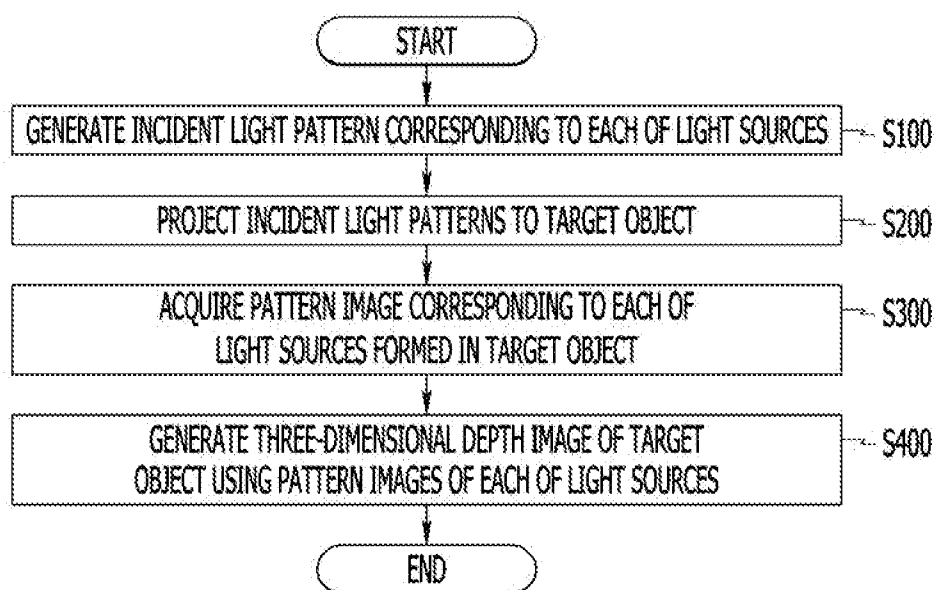 START
GENERATE INCIDENT LIGHT PATTERN CORRESPONDING TO EACH OF LIGHT SOURCES
S100
PROJECT INCIDENT LIGHT PATTERNS TO TARGET OBJECT
S200
ACQUIRE PATTERN IMAGE CORRESPONDING TO EACH OF
LIGHT SOURCES FORMED IN TARGET OBJECT
S300
GENERATE THREE-DIMENSIONAL DEPTH IMAGE OF TARGET
OBJECT USING PATTERN IMAGES OF EACH OF LIGHT SOURCES
S400
END